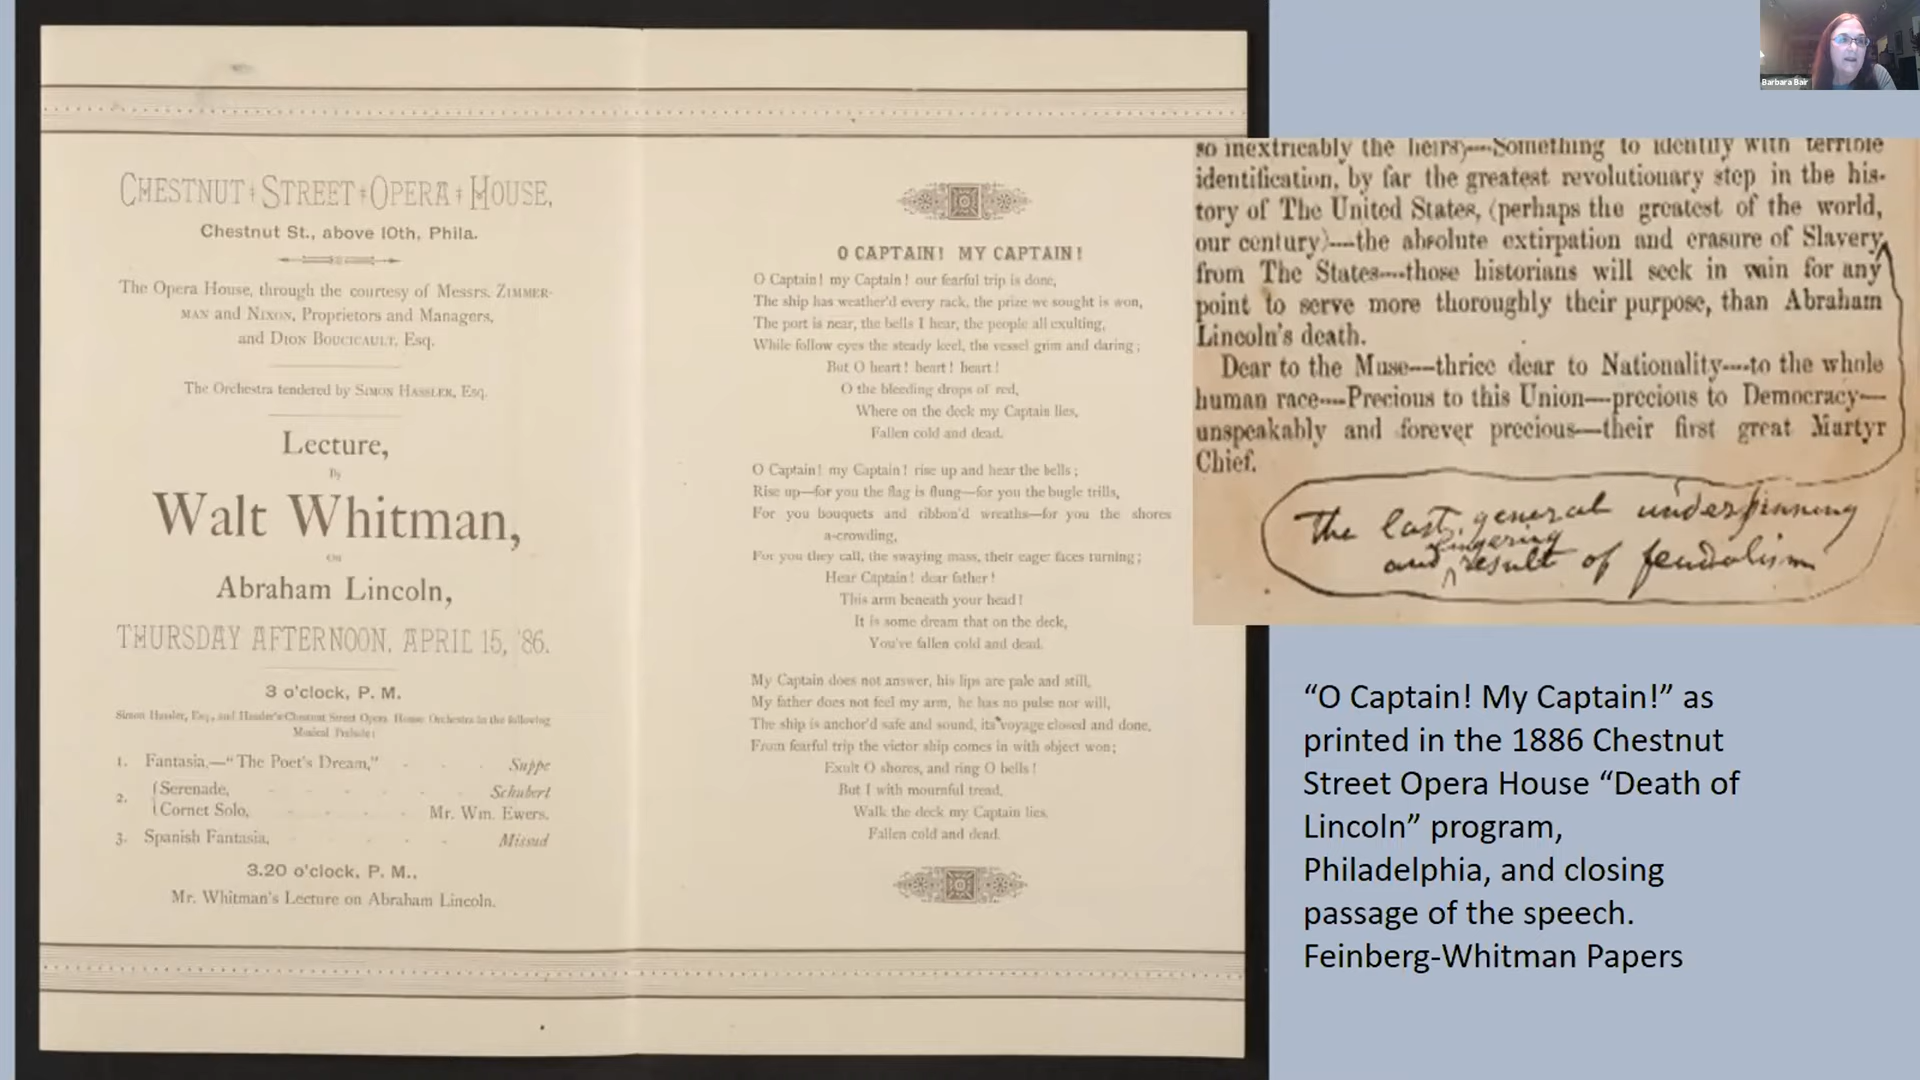 CHESTNUT STREET OPERA HOUSE,
Chestnut St., above 10th, Phila.
The Opera House, through the courtesy of Messrs. ZIMMER-
MAN and NIXON, Proprietors and Managers,
and DION BOUCICAULT, Esq.
The Orchestra tendered by SIMON HASSLER, Esq.
Lecture,
By
Walt Whitman,
ON
Abraham Lincoln,
THURSDAY AFTERNOON, APRIL 15, '86.
3 o'clock, P. M.
Simon Hassler, Esq., and Hassler's Chestnut Street Opera House Orchestra in the following
Musical Prelude:
1. Fantasia,—"The Poet's Dream," - - - Suppe
2. { Serenade, - - - - - Schubert
{ Cornet Solo, - - - - Mr. Wm. Ewers.
3. Spanish Fantasia, - - - - Missud
3.20 o'clock, P. M.,
Mr. Whitman's Lecture on Abraham Lincoln.
O CAPTAIN! MY CAPTAIN!
O Captain! my Captain! our fearful trip is done,
The ship has weather'd every rack, the prize we sought is won,
The port is near, the bells I hear, the people all exulting,
While follow eyes the steady keel, the vessel grim and daring;
But O heart! heart! heart!
O the bleeding drops of red,
Where on the deck my Captain lies,
Fallen cold and dead.
O Captain! my Captain! rise up and hear the bells;
Rise up—for you the flag is flung—for you the bugle trills,
For you bouquets and ribbon'd wreaths—for you the shores
a-crowding,
For you they call, the swaying mass, their eager faces turning;
Hear Captain! dear father!
This arm beneath your head!
It is some dream that on the deck,
You've fallen cold and dead.
My Captain does not answer, his lips are pale and still,
My father does not feel my arm, he has no pulse nor will,
The ship is anchor'd safe and sound, its voyage closed and done,
From fearful trip the victor ship comes in with object won;
Exult O shores, and ring O bells!
But I with mournful tread,
Walk the deck my Captain lies,
Fallen cold and dead.
so inextricably the heirs)—Something to identify with terrible
identification, by far the greatest revolutionary step in the his-
tory of The United States, (perhaps the greatest of the world,
our century)—the absolute extirpation and erasure of Slavery
from The States—those historians will seek in vain for any
point to serve more thoroughly their purpose, than Abraham
Lincoln's death.
Dear to the Muse—thrice dear to Nationality—to the whole
human race—Precious to this Union—precious to Democracy—
unspeakably and forever precious—their first great Martyr
Chief.
The last general underpinning
and lingering result of feudalism
"O Captain! My Captain!" as
printed in the 1886 Chestnut
Street Opera House "Death of
Lincoln" program,
Philadelphia, and closing
passage of the speech.
Feinberg-Whitman Papers
Barbara Bair